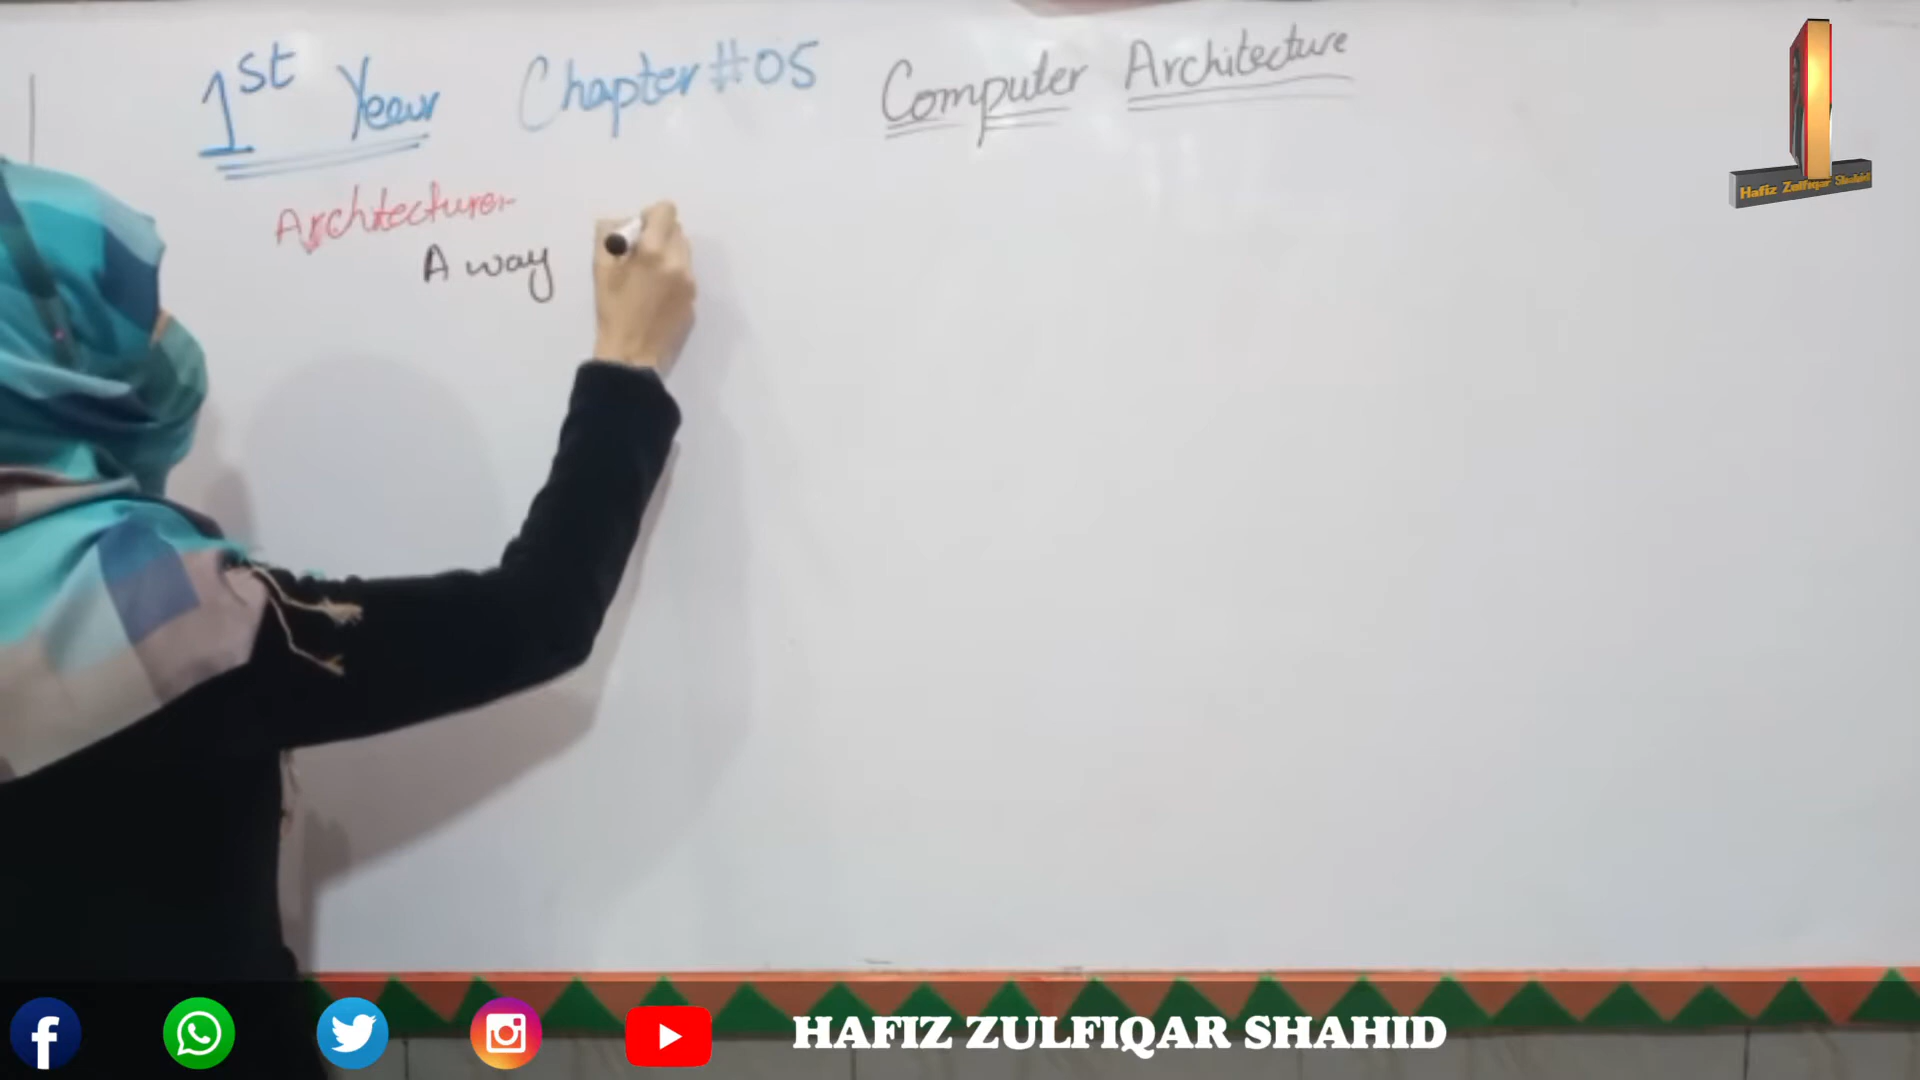 1st Year Chapter #05 Computer Architecture
Architecture:-
A way
Hafiz Zulfiqar Shahid
HAFIZ ZULFIQAR SHAHID